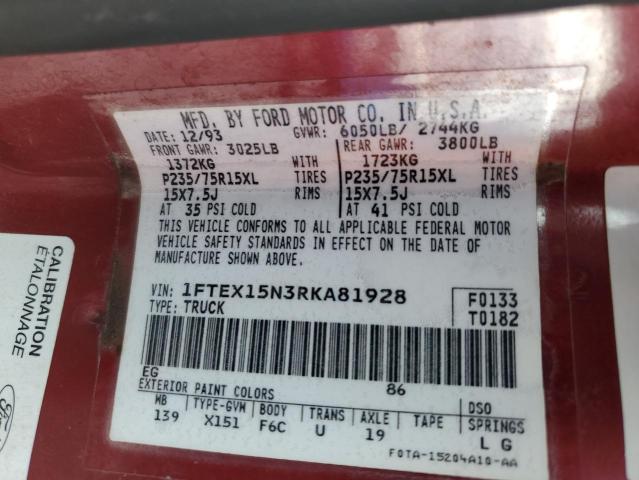 MFD. BY FORD MOTOR CO. IN U.S.A.
DATE: 12/93 GVWR: 6050LB/ 2744KG
FRONT GAWR: 3025LB REAR GAWR: 3800LB
1372KG WITH 1723KG WITH
P235/75R15XL TIRES P235/75R15XL TIRES
15X7.5J RIMS 15X7.5J RIMS
AT 35 PSI COLD AT 41 PSI COLD
THIS VEHICLE CONFORMS TO ALL APPLICABLE FEDERAL MOTOR
VEHICLE SAFETY STANDARDS IN EFFECT ON THE DATE OF
MANUFACTURE SHOWN ABOVE.
VIN: 1FTEX15N3RKA81928 F0133
TYPE: TRUCK T0182
EG 86
EXTERIOR PAINT COLORS DSO
WB TYPE-GVW BODY TRANS AXLE TAPE SPRINGS
139 X151 F6C U 19 L G
F0TA-15204A10-AA
CALIBRATION
ÉTALONNAGE
Ford